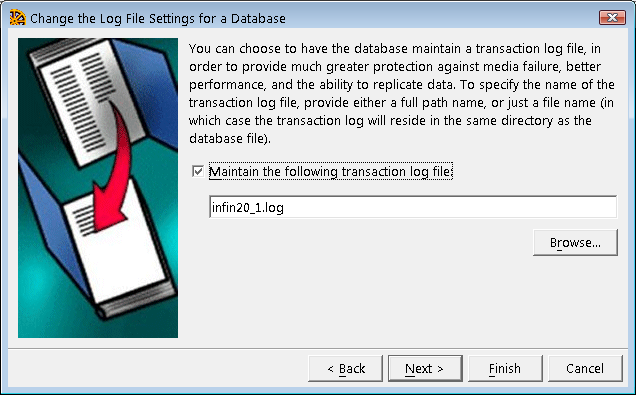 Change the Log File Settings for a Database
You can choose to have the database maintain a transaction log file, in
order to provide much greater protection against media failure, better
performance, and the ability to replicate data. To specify the name of the
transaction log file, provide either a full path name, or just a file name (in
which case the transaction log will reside in the same directory as the
database file).
Maintain the following transaction log file
infin20_1.log
Browse...
< Back
Next >
Finish
Cancel